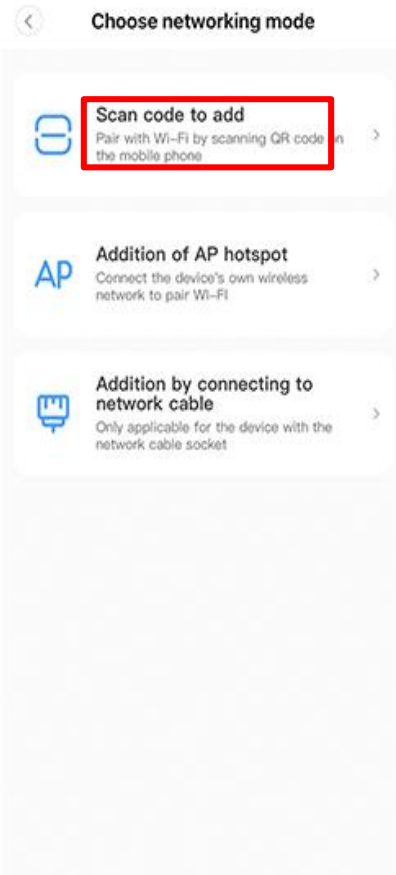 Choose networking mode
Scan code to add
Pair with Wi-Fi by scanning QR code on
the mobile phone
AP
Addition of AP hotspot
Connect the device's own wireless
network to pair Wi-Fi
Addition by connecting to
network cable
Only applicable for the device with the
network cable socket